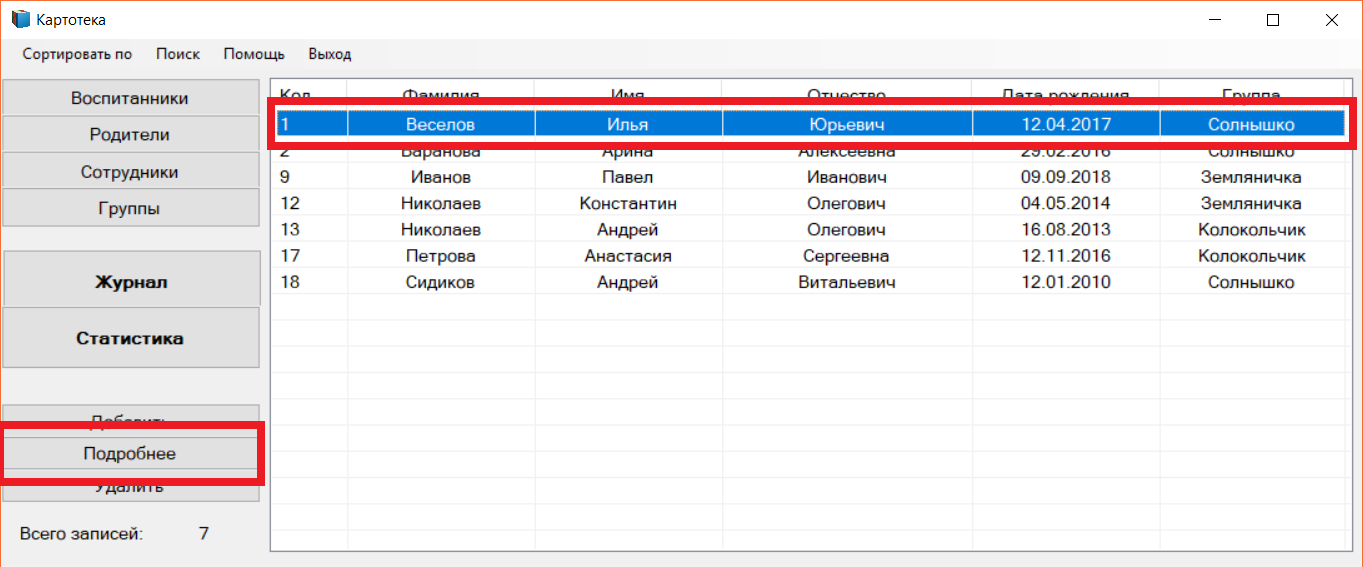 Картотека
Сортировать по Поиск Помощь Выход
Воспитанники
Родители
Сотрудники
Группы
Журнал
Статистика
Добавить
Подробнее
Удалить
Всего записей: 7
Код Фамилия Имя Отчество Дата рождения Группа
1 Веселов Илья Юрьевич 12.04.2017 Солнышко
2 Баранова Арина Алексеевна 29.02.2016 Солнышко
9 Иванов Павел Иванович 09.09.2018 Земляничка
12 Николаев Константин Олегович 04.05.2014 Земляничка
13 Николаев Андрей Олегович 16.08.2013 Колокольчик
17 Петрова Анастасия Сергеевна 12.11.2016 Колокольчик
18 Сидиков Андрей Витальевич 12.01.2010 Солнышко